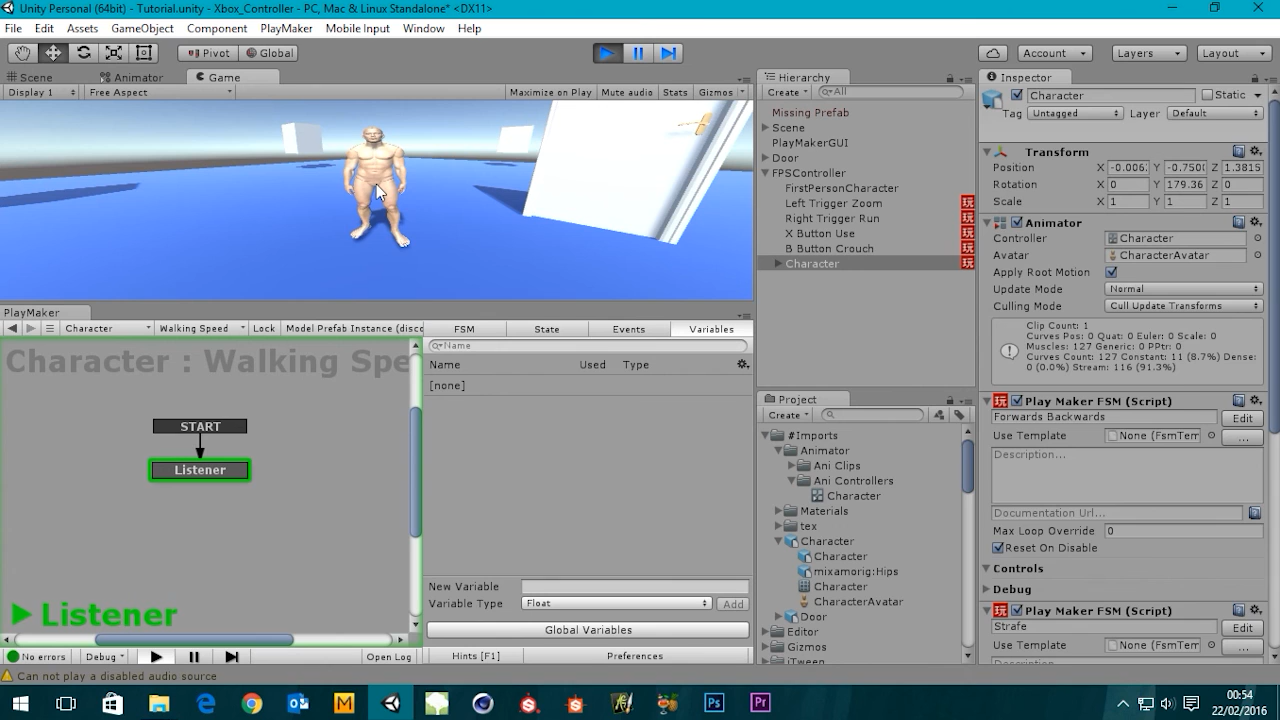 Unity Personal (64bit) - Tutorial.unity - Xbox_Controller - PC, Mac & Linux Standalone* <DX11>
File Edit Assets GameObject Component PlayMaker Mobile Input Window Help
Pivot Global Account Layers Layout
Scene Animator Game
Display 1 Free Aspect Maximize on Play Mute audio Stats Gizmos
PlayMaker
Character Walking Speed Lock Model Prefab Instance (disco
FSM State Events Variables
Character : Walking Spe
START
Listener
Listener
Name
Name Used Type
[none]
New Variable
Variable Type Float Add
Global Variables
No errors Debug Open Log Hints [F1] Preferences
Can not play a disabled audio source
Hierarchy
Create All
Missing Prefab
Scene
PlayMakerGUI
Door
FPSController
FirstPersonCharacter
Left Trigger Zoom
Right Trigger Run
X Button Use
B Button Crouch
Character
Project
Create
#Imports
Animator
Ani Clips
Ani Controllers
Character
Materials
tex
Character
Character
mixamorig:Hips
Character
CharacterAvatar
Door
Editor
Gizmos
iTween
Inspector
Character Static
Tag Untagged Layer Default
Transform
Position X -0.006 Y -0.750 Z 1.3815
Rotation X 0 Y 179.36 Z 0
Scale X 1 Y 1 Z 1
Animator
Controller Character
Avatar CharacterAvatar
Apply Root Motion
Update Mode Normal
Culling Mode Cull Update Transforms
Clip Count: 1
Curves Pos: 0 Quat: 0 Euler: 0 Scale: 0
Muscles: 127 Generic: 0 PPtr: 0
Curves Count: 127 Constant: 11 (8.7%) Dense:
0 (0.0%) Stream: 116 (91.3%)
Play Maker FSM (Script)
Forwards Backwards Edit
Use Template None (FsmTem ...
Description...
Documentation Url...
Max Loop Override 0
Reset On Disable
Controls
Debug
Play Maker FSM (Script)
Strafe Edit
Use Template None (FsmTem ...
00:54
22/02/2016